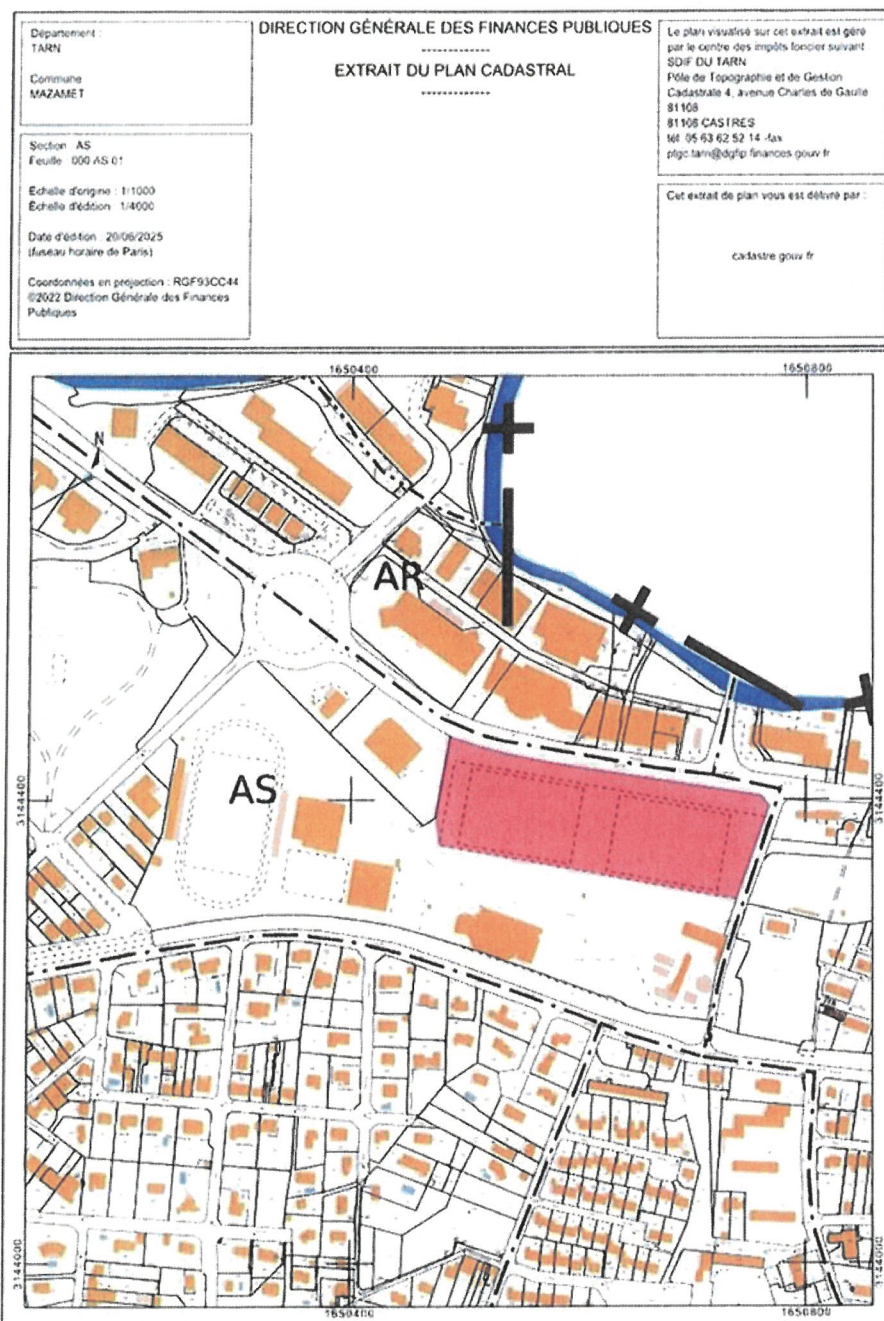 Département :
TARN
Commune :
MAZAMET
Section : AS
Feuille : 000 AS 01
Échelle d'origine : 1/1000
Échelle d'édition : 1/4000
Date d'édition : 20/06/2025
(fuseau horaire de Paris)
Coordonnées en projection : RGF93CC44
©2022 Direction Générale des Finances
Publiques
DIRECTION GÉNÉRALE DES FINANCES PUBLIQUES
-------------
EXTRAIT DU PLAN CADASTRAL
-------------
Le plan visualisé sur cet extrait est géré
par le centre des impôts foncier suivant :
SDIF DU TARN
Pôle de Topographie et de Gestion
Cadastrale 4, avenue Charles de Gaulle
81108
81108 CASTRES
tél. 05 63 62 52 14 -fax
ptgc.tarn@dgfip.finances.gouv.fr
Cet extrait de plan vous est délivré par :
cadastre.gouv.fr
1650400
1650800
N
AR
AS
3144400
3144400
3144000
3144000
1650400
1650800